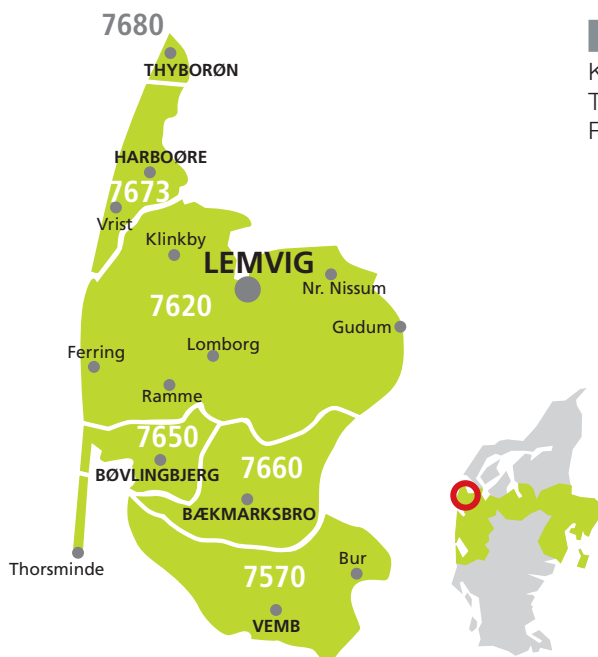 7680
THYBORØN
HARBOØRE
7673
Vrist
Klinkby
LEMVIG
Nr. Nissum
7620
Gudum
Lomborg
Ferring
Ramme
7650
BØVLINGBJERG
7660
BÆKMARKSBRO
Thorsminde
Bur
7570
VEMB